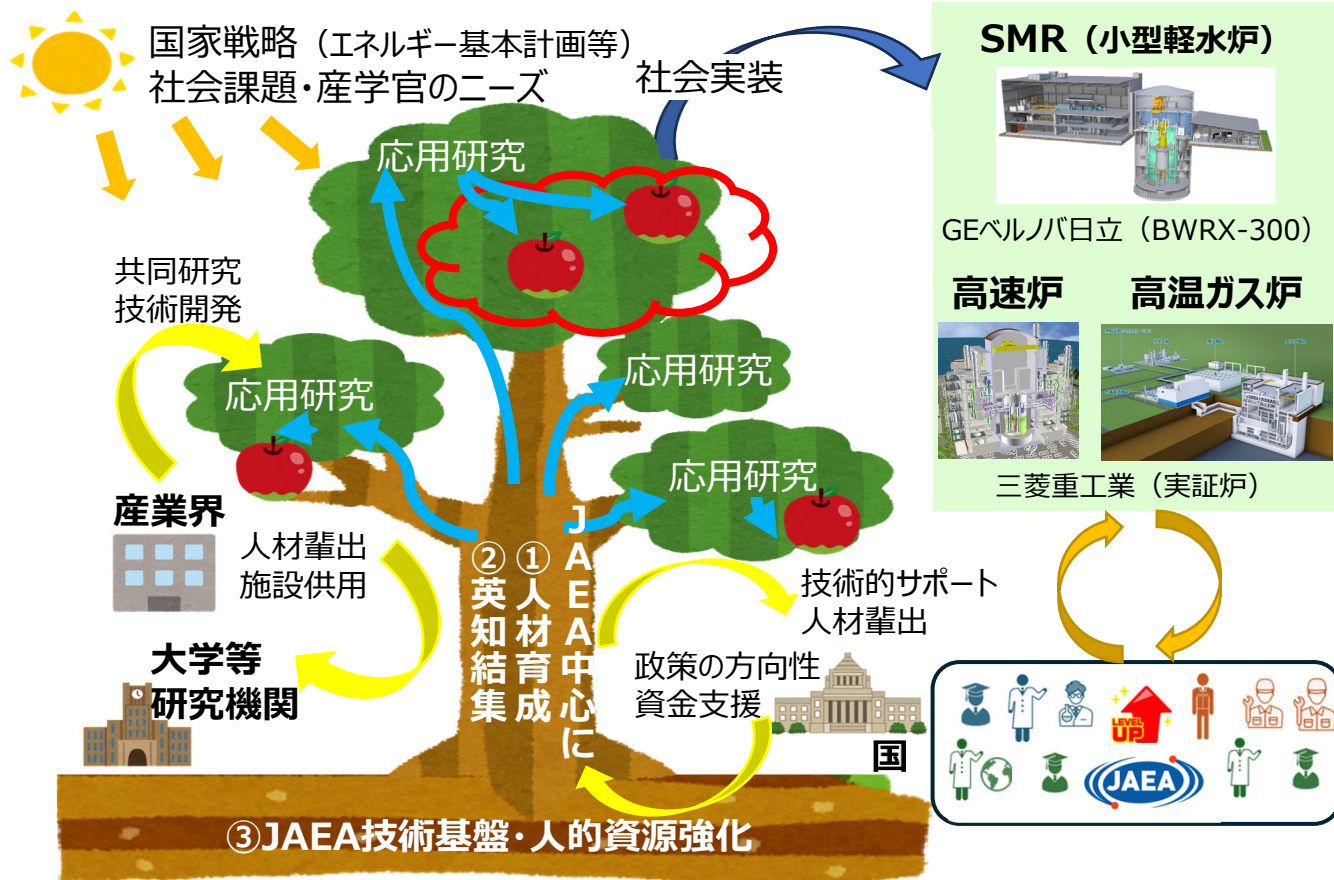 国家戦略（エネルギー基本計画等）
社会課題・産学官のニーズ
社会実装
応用研究
共同研究
技術開発
応用研究
応用研究
応用研究
産業界
人材輩出
施設供用
大学等
研究機関
JAEA中心に
①人材育成
②英知結集
技術的サポート
人材輩出
政策の方向性
資金支援
国
③JAEA技術基盤・人的資源強化
SMR（小型軽水炉）
GEベルノバ日立（BWRX-300）
高速炉
高温ガス炉
三菱重工業（実証炉）
LEVEL
UP
JAEA